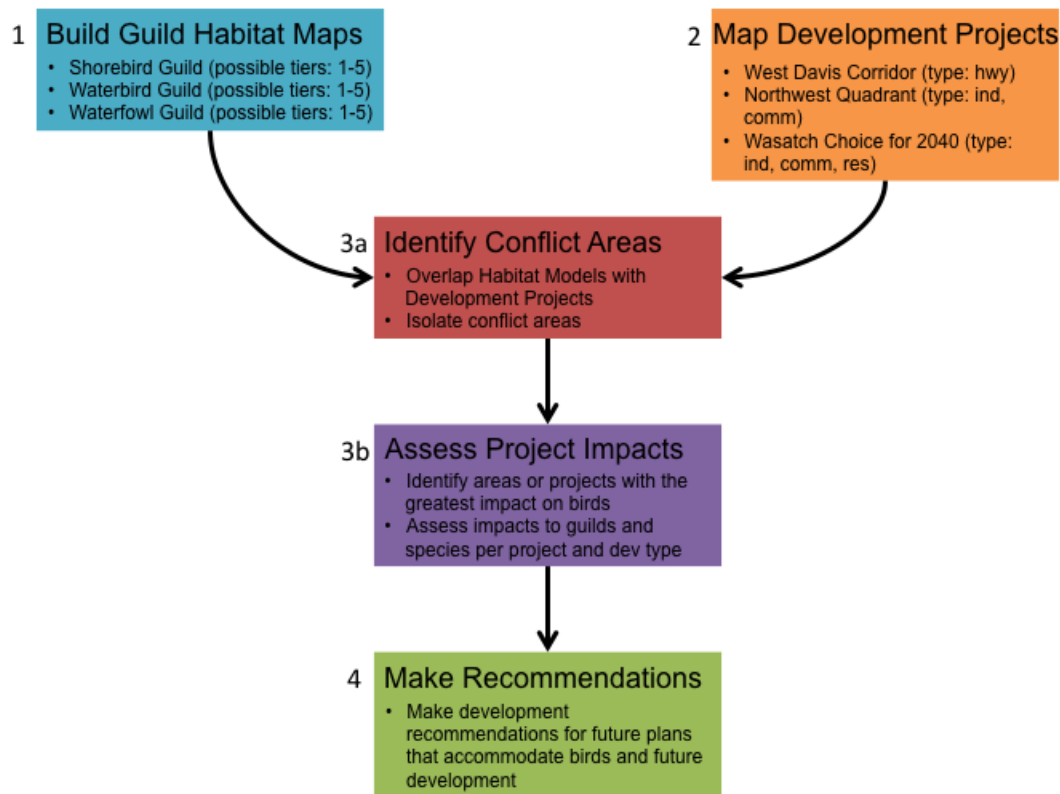 1
Build Guild Habitat Maps
• Shorebird Guild (possible tiers: 1-5)
• Waterbird Guild (possible tiers: 1-5)
• Waterfowl Guild (possible tiers: 1-5)
2
Map Development Projects
• West Davis Corridor (type: hwy)
• Northwest Quadrant (type: ind,
comm)
• Wasatch Choice for 2040 (type:
ind, comm, res)
3a
Identify Conflict Areas
• Overlap Habitat Models with
Development Projects
• Isolate conflict areas
3b
Assess Project Impacts
• Identify areas or projects with the
greatest impact on birds
• Assess impacts to guilds and
species per project and dev type
4
Make Recommendations
• Make development
recommendations for future plans
that accommodate birds and future
development